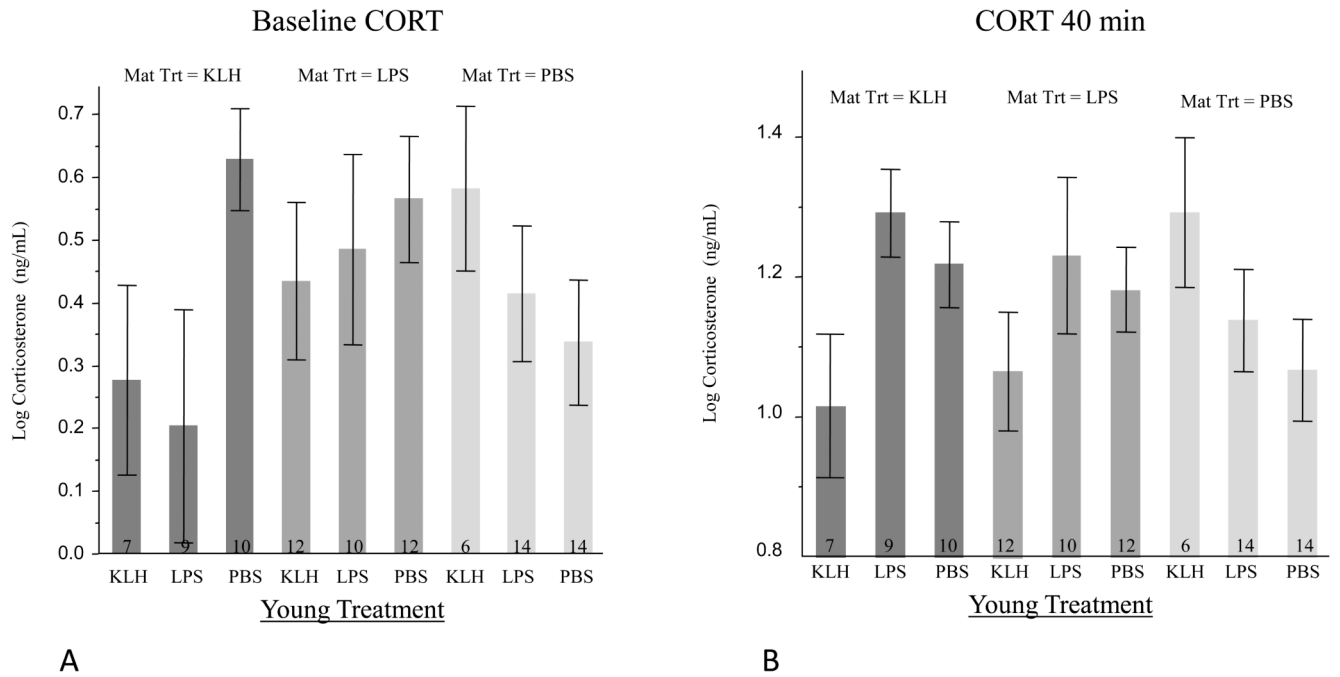 Baseline CORT
Mat Trt = KLH Mat Trt = LPS Mat Trt = PBS
Log Corticosterone (ng/mL)
0.7
0.6
0.5
0.4
0.3
0.2
0.1
0.0
7 9 10 12 10 12 6 14 14
KLH LPS PBS KLH LPS PBS KLH LPS PBS
Young Treatment
A
CORT 40 min
Mat Trt = KLH Mat Trt = LPS Mat Trt = PBS
Log Corticosterone (ng/mL)
1.4
1.2
1.0
0.8
7 9 10 12 10 12 6 14 14
KLH LPS PBS KLH LPS PBS KLH LPS PBS
Young Treatment
B